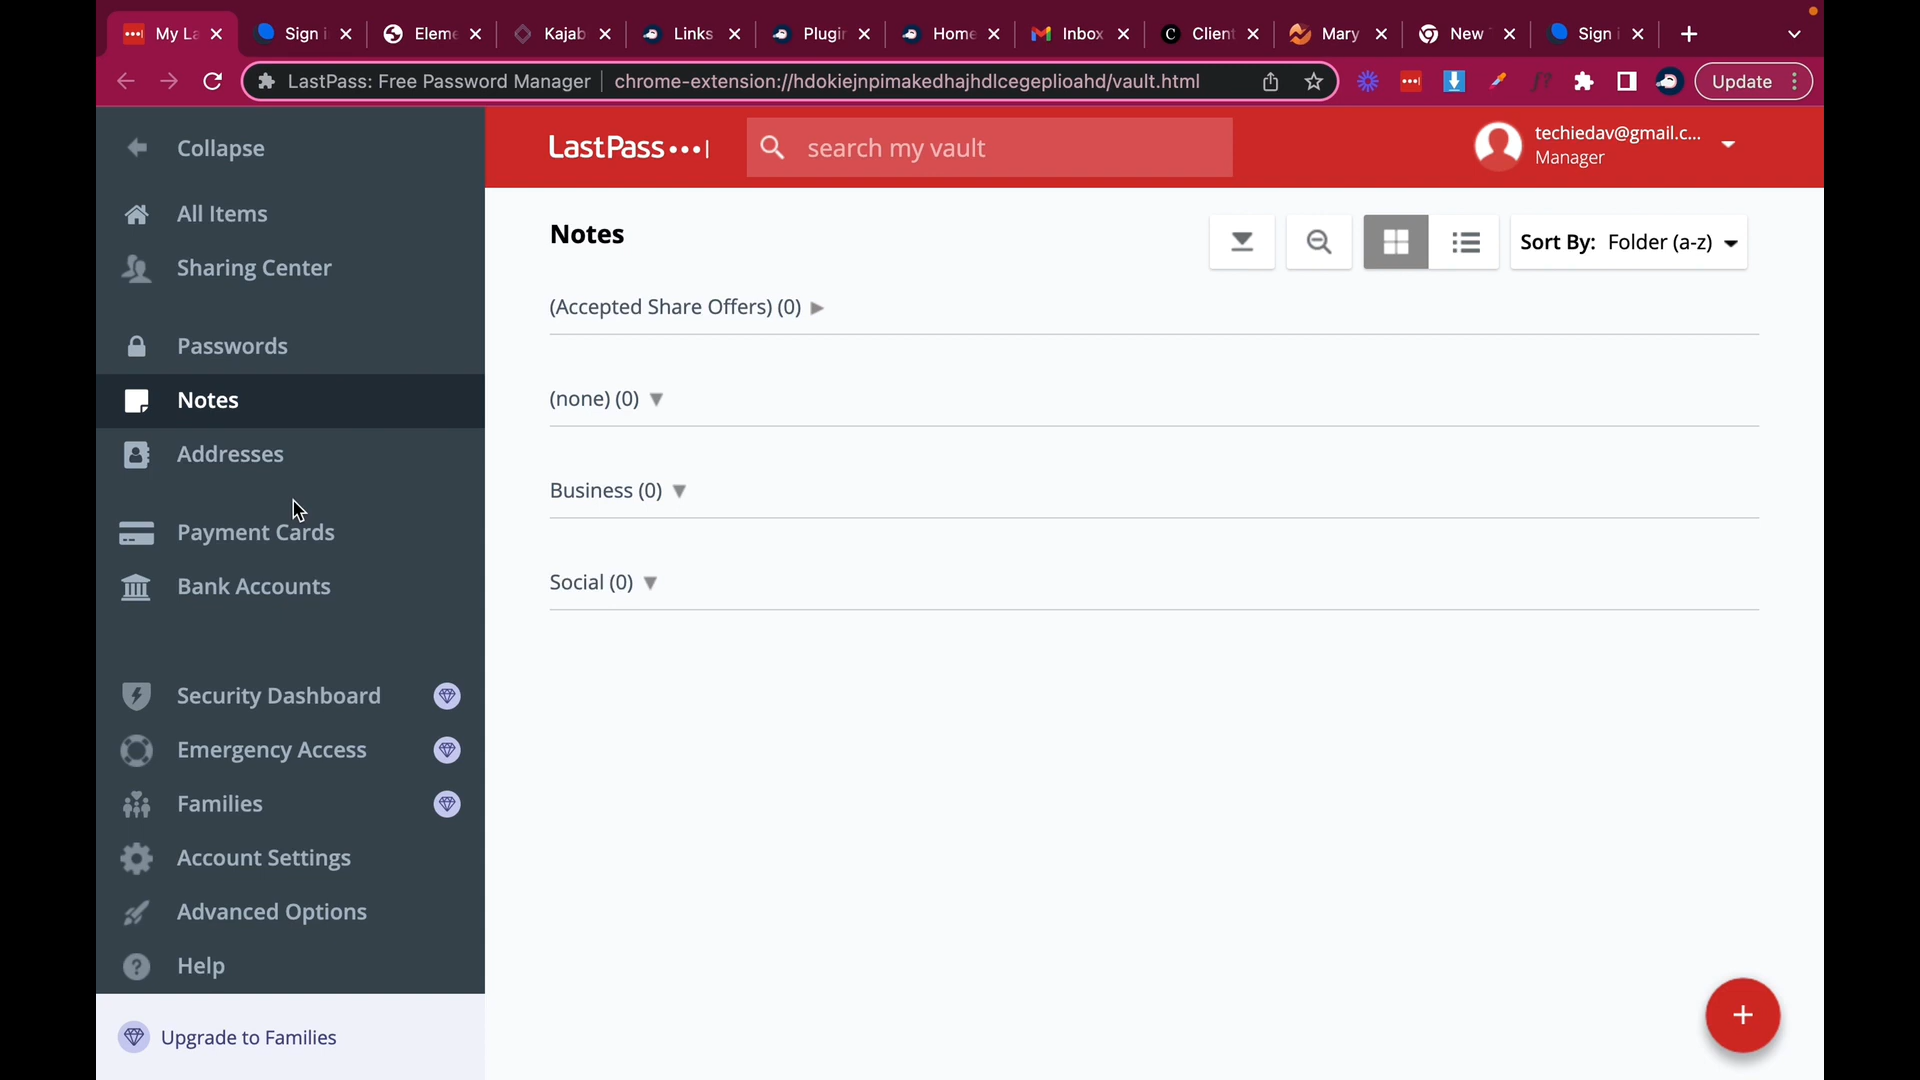 My La
Sign i
Eleme
Kajab
Links
Plugin
Home
Inbox
Client
Mary
New
Sign i
LastPass: Free Password Manager
chrome-extension://hdokiejnpimakedhajhdlcegeplioahd/vault.html
f?
Update
Collapse
All Items
Sharing Center
Passwords
Notes
Addresses
Payment Cards
Bank Accounts
Security Dashboard
Emergency Access
Families
Account Settings
Advanced Options
Help
Upgrade to Families
LastPass
search my vault
techiedav@gmail.c...
Manager
Notes
Sort By: Folder (a-z)
(Accepted Share Offers) (0)
(none) (0)
Business (0)
Social (0)